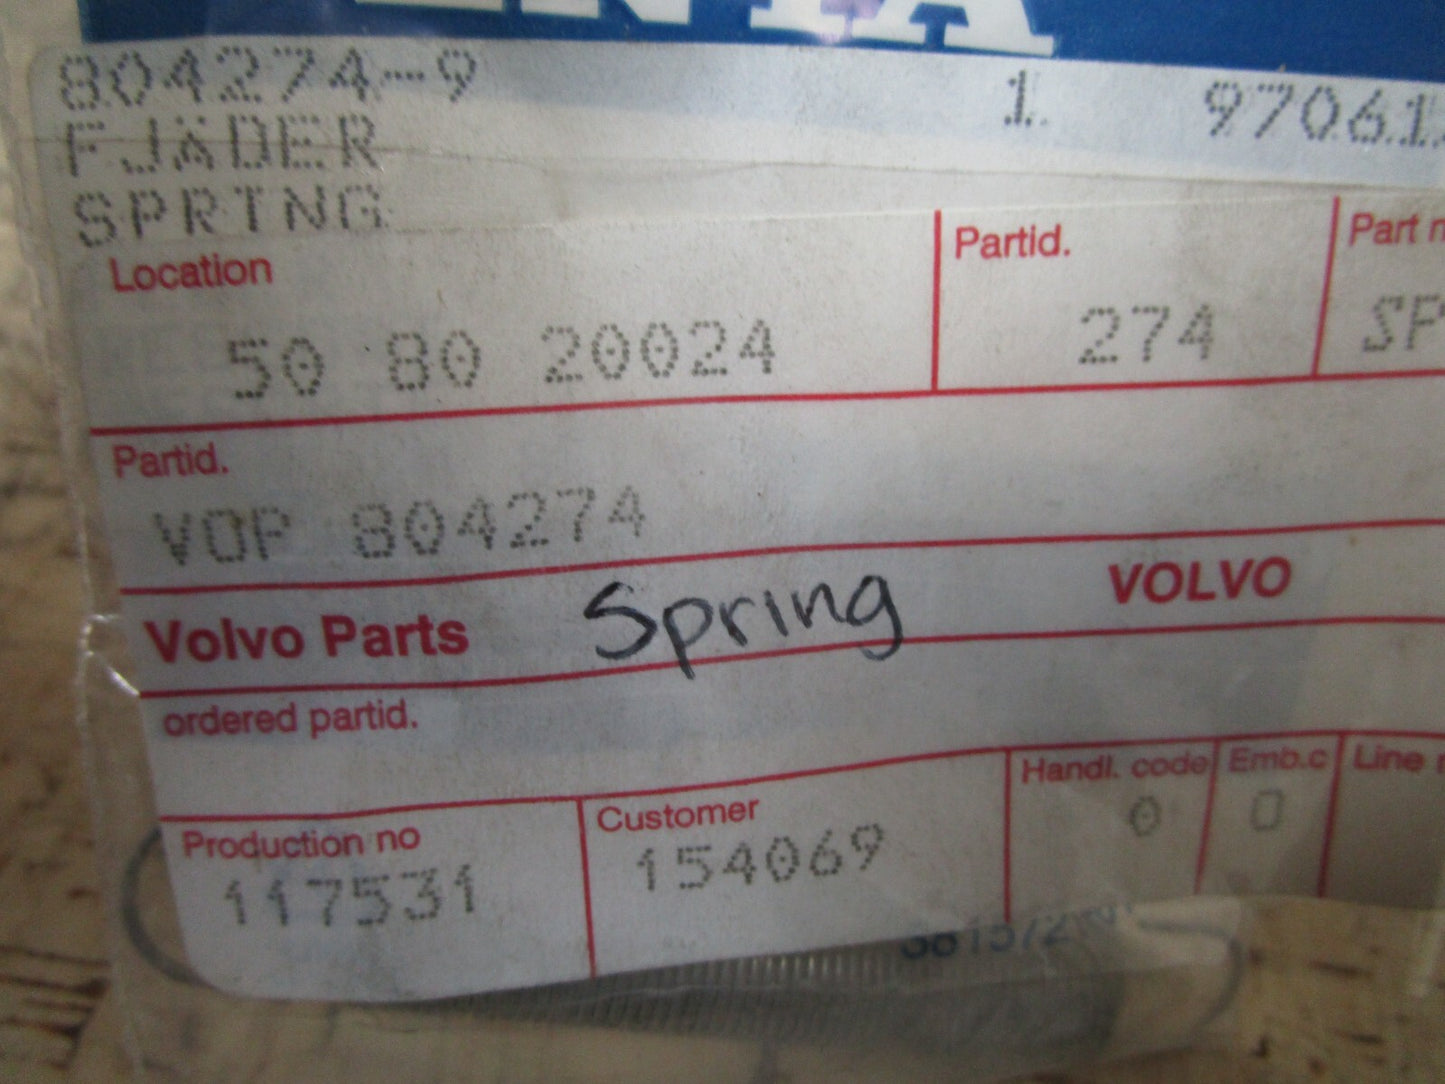 804274-9 1 97061
FJÄDER
SPRING
Location Partid. Part
50 80 20024 274 SP
Partid.
VOP 804274
Volvo Parts Spring VOLVO
ordered partid.
Production no Customer Handl. code Emb.c Line
117531 154069 0 0